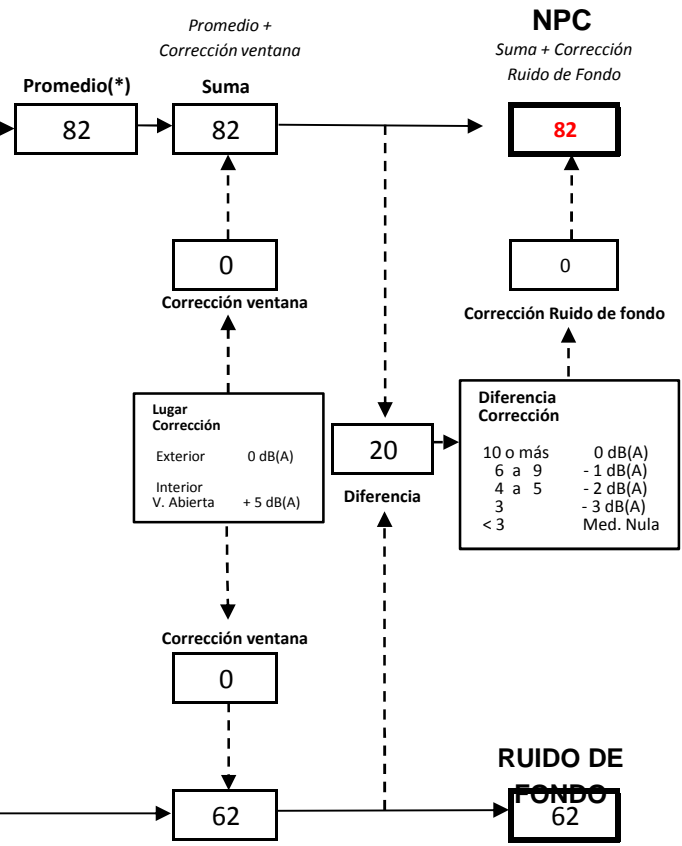 NPC
Promedio +
Corrección ventana
Suma + Corrección
Ruido de Fondo
Promedio(*)
Suma
82
82
82
0
0
Corrección ventana
Corrección Ruido de fondo
Lugar
Corrección
Exterior 0 dB(A)
Interior
V. Abierta + 5 dB(A)
20
Diferencia
Diferencia
Corrección
10 o más 0 dB(A)
6 a 9 - 1 dB(A)
4 a 5 - 2 dB(A)
3 - 3 dB(A)
< 3 Med. Nula
Corrección ventana
0
RUIDO DE
FONDO
62
62